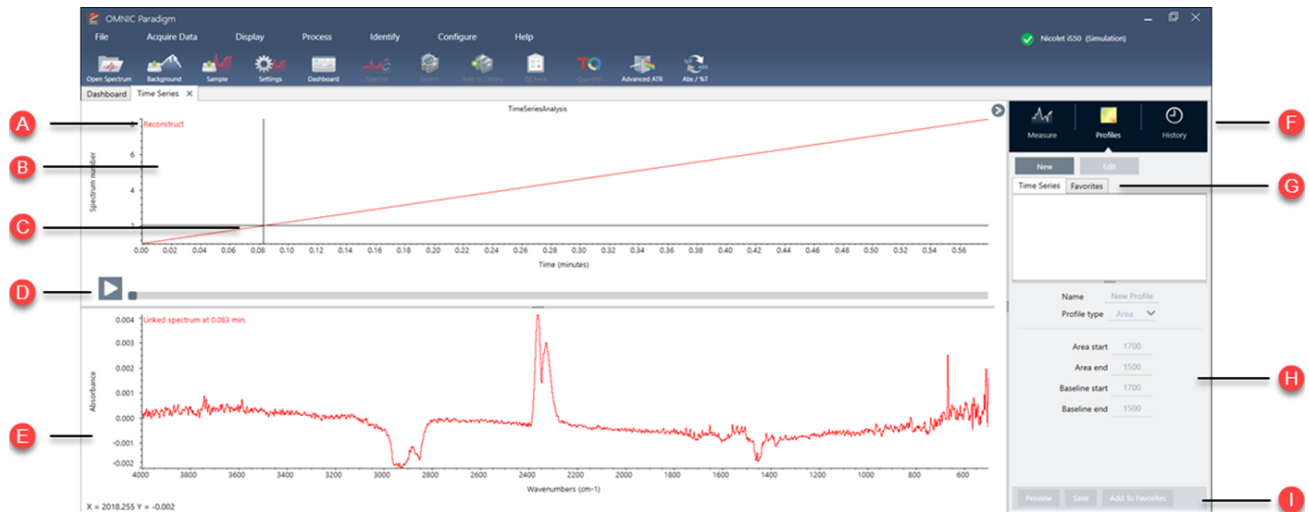 OMNIC Paradigm
File Acquire Data Display Process Identify Configure Help
Nicolet iS50 (Simulation)
Open Spectrum Background Sample Settings Dashboard Spectra Search Add to Library QCheck TQ Quantify Advanced ATR Abs / %T
Dashboard Time Series X
TimeSeriesAnalysis
A
8
Reconstruct
B
6
Spectrum number
4
C
2
0.00 0.02 0.04 0.06 0.08 0.10 0.12 0.14 0.16 0.18 0.20 0.22 0.24 0.26 0.28 0.30 0.32 0.34 0.36 0.38 0.40 0.42 0.44 0.46 0.48 0.50 0.52 0.54 0.56
Time (minutes)
D
Linked spectrum at 0.083 min.
0.004
0.003
0.002
0.001
0.000
-0.001
-0.002
Absorbance
E
4000 3800 3600 3400 3200 3000 2800 2600 2400 2200 2000 1800 1600 1400 1200 1000 800 600
Wavenumbers (cm-1)
X = 2018.255 Y = -0.002
Measure Profiles History
F
New Edit
Time Series Favorites
G
Name New Profile
Profile type Area
Area start 1700
Area end 1500
H
Baseline start 1700
Baseline end 1500
Preview Save Add To Favorites
I